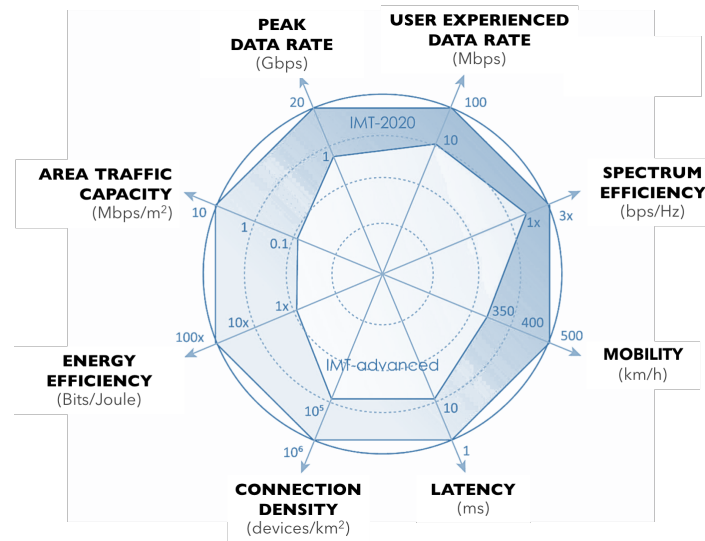 PEAK
DATA RATE
(Gbps)
USER EXPERIENCED
DATA RATE
(Mbps)
20
100
IMT-2020
1
10
AREA TRAFFIC
CAPACITY
(Mbps/m²)
SPECTRUM
EFFICIENCY
(bps/Hz)
10
1
0.1
1x
3x
1x
10x
100x
350
400
500
ENERGY
EFFICIENCY
(Bits/Joule)
MOBILITY
(km/h)
IMT-advanced
10⁵
10
10⁶
1
CONNECTION
DENSITY
(devices/km²)
LATENCY
(ms)